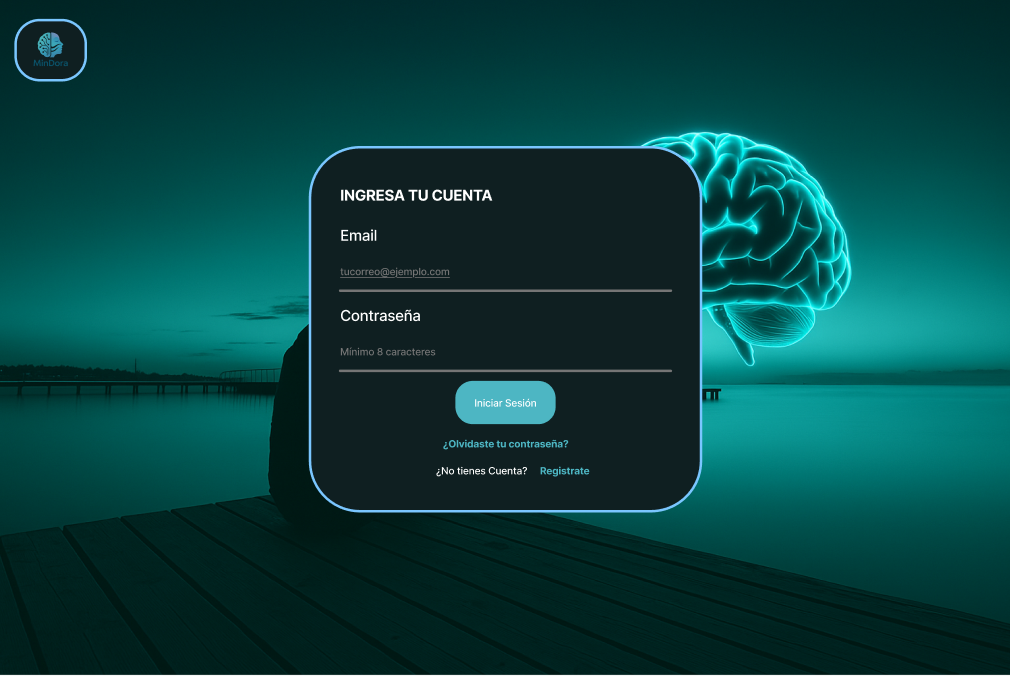 MinDora
INGRESA TU CUENTA
Email
tucorreo@ejemplo.com
Contraseña
Mínimo 8 caracteres
Iniciar Sesión
¿Olvidaste tu contraseña?
¿No tienes Cuenta? Registrate